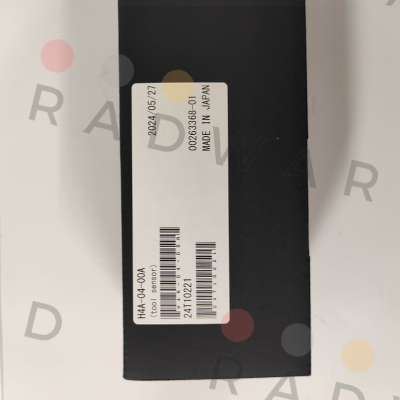 H4A-04-00A
(tool sensor)
24T10221
2024/05/27
00263368-01
MADE IN JAPAN
RADWAR